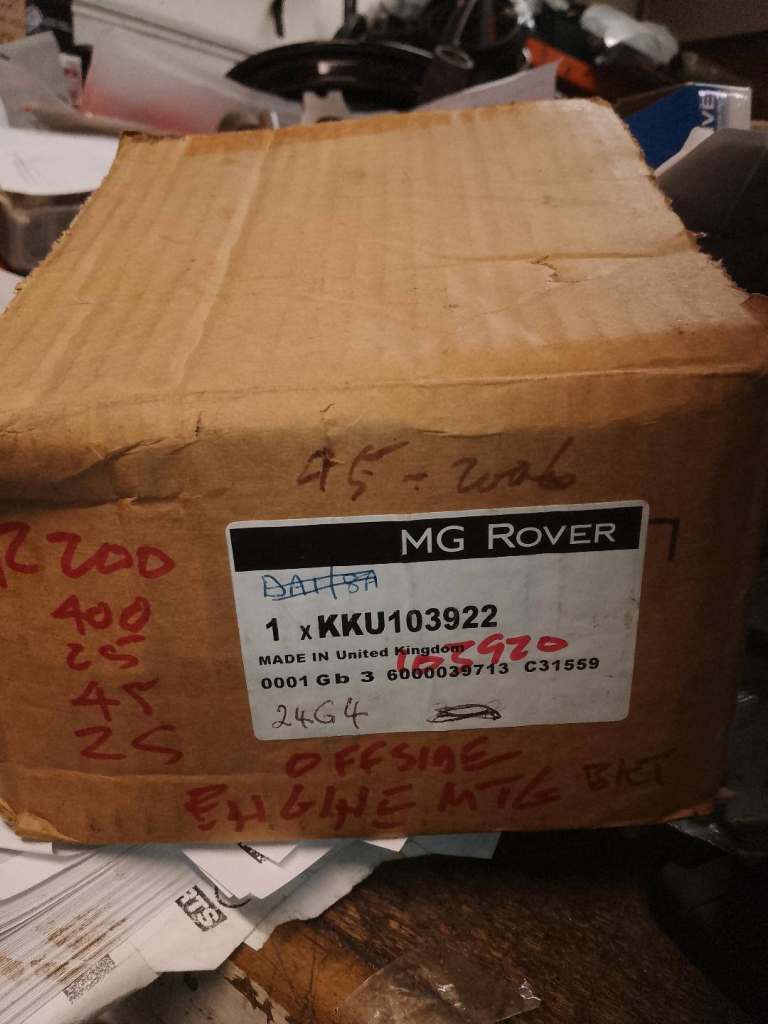 45 - 2006
MG ROVER
1 x KKU103922
MADE IN United Kingdom
105920
0001 Gb 3 6000039713 C31559
24G4
R200
400
25
45
ZS
OFFSIDE
ENGINE MTG